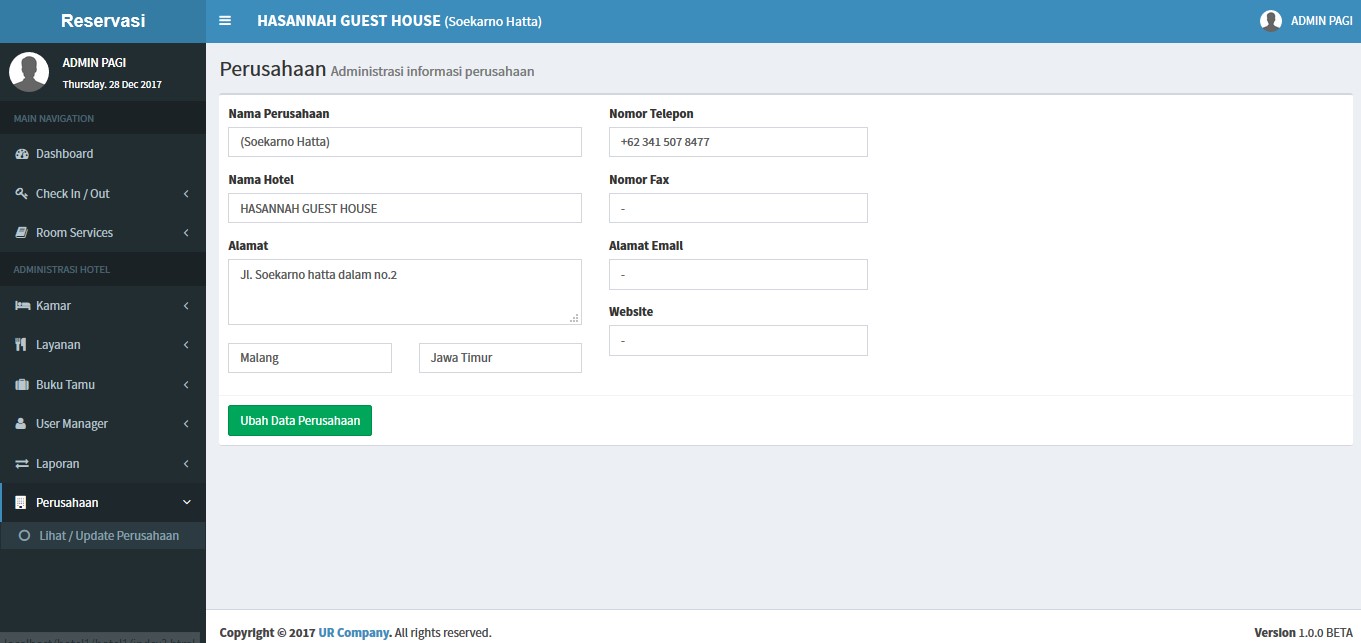 Reservasi
HASANNAH GUEST HOUSE (Soekarno Hatta)
ADMIN PAGI
ADMIN PAGI
Thursday. 28 Dec 2017
MAIN NAVIGATION
Dashboard
Check In / Out
Room Services
ADMINISTRASI HOTEL
Kamar
Layanan
Buku Tamu
User Manager
Laporan
Perusahaan
Lihat / Update Perusahaan
Perusahaan Administrasi informasi perusahaan
Nama Perusahaan
(Soekarno Hatta)
Nama Hotel
HASANNAH GUEST HOUSE
Alamat
Jl. Soekarno hatta dalam no.2
Malang
Jawa Timur
Nomor Telepon
+62 341 507 8477
Nomor Fax
-
Alamat Email
-
Website
-
Ubah Data Perusahaan
Copyright © 2017 UR Company. All rights reserved.
Version 1.0.0 BETA